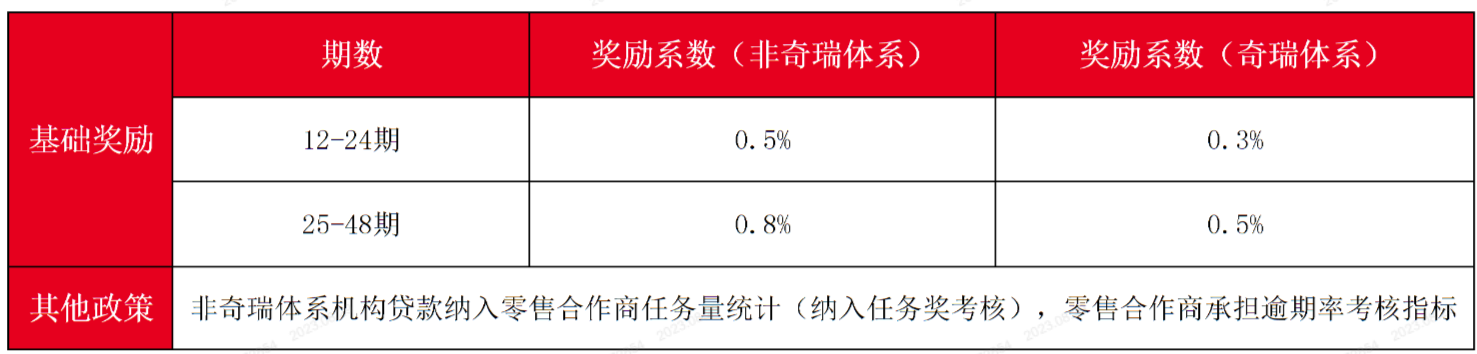 期数 奖励系数（非奇瑞体系） 奖励系数（奇瑞体系）
基础奖励
12-24期 0.5% 0.3%
25-48期 0.8% 0.5%
其他政策 非奇瑞体系机构贷款纳入零售合作商任务量统计（纳入任务奖考核），零售合作商承担逾期率考核指标